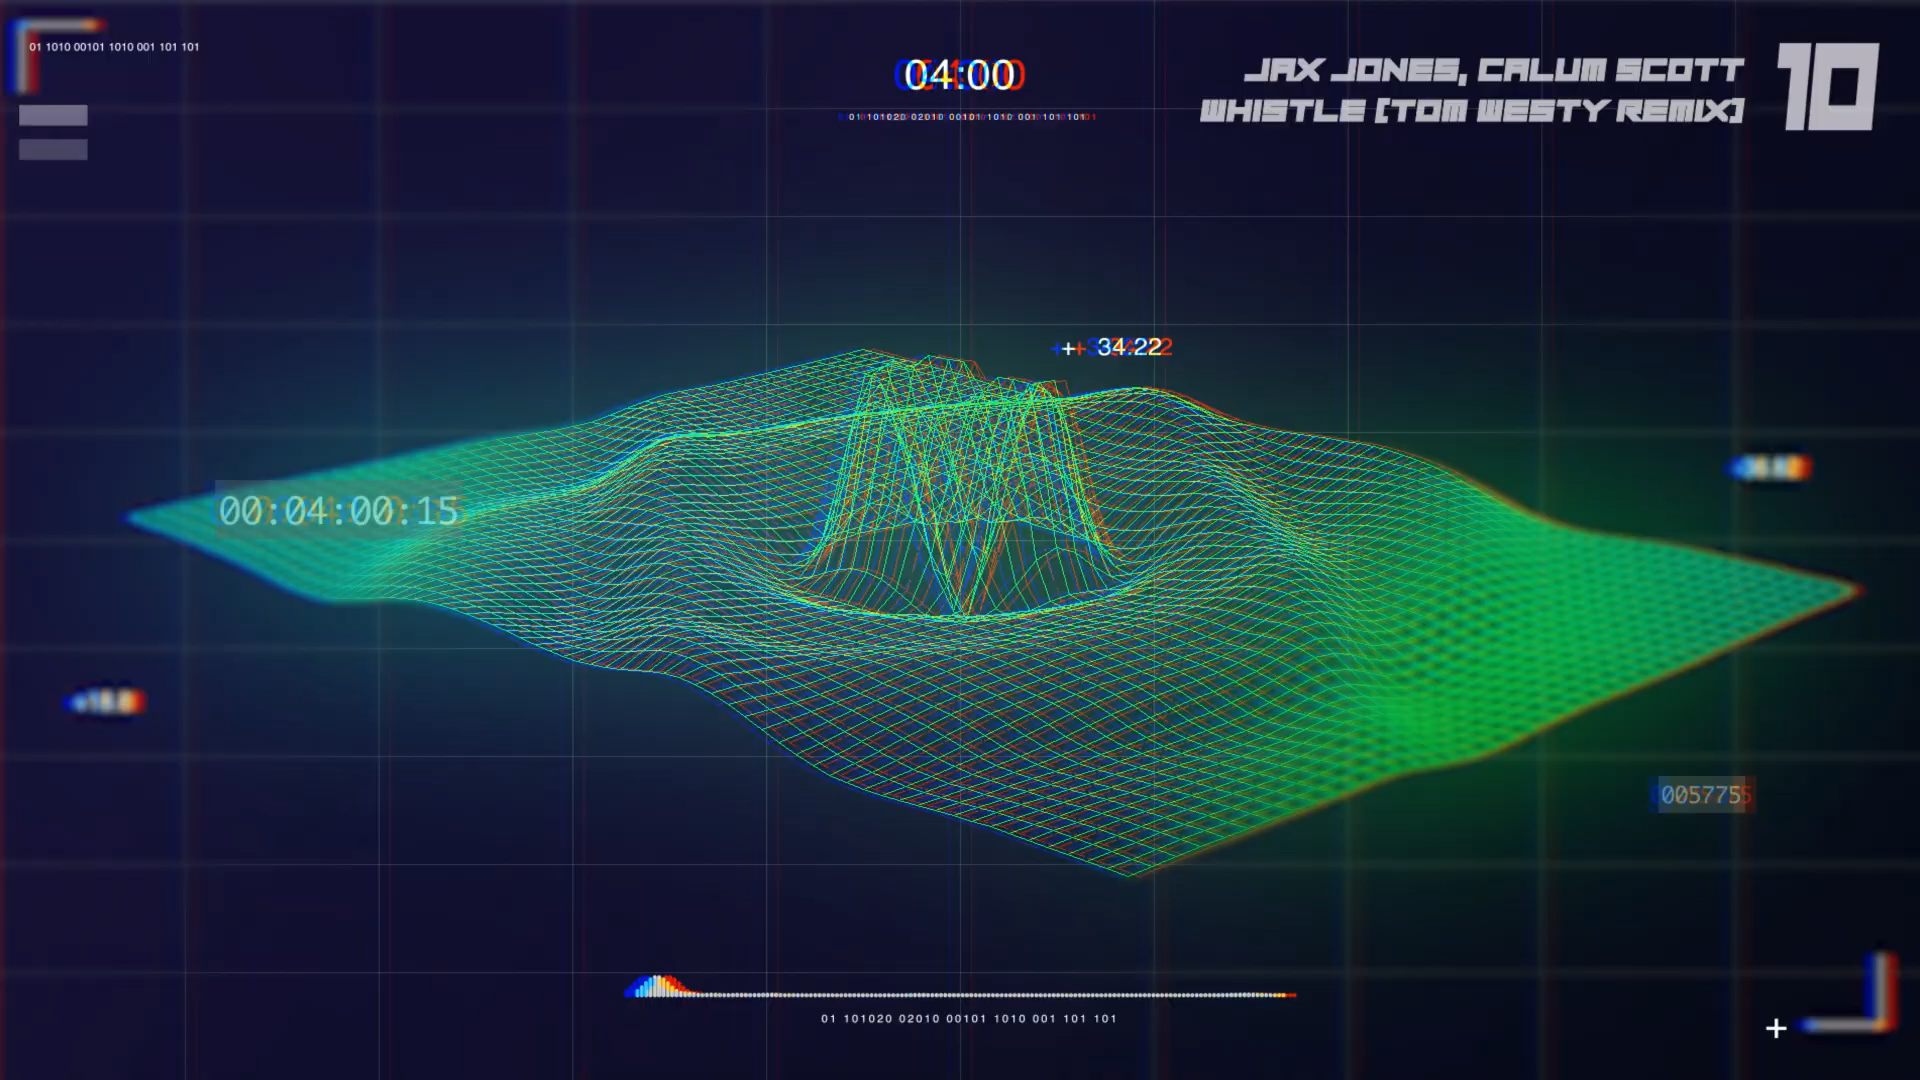 01 1010 00101 1010 001 101 101
04:00
01 101020 02010 00101 1010 001 101 101
JAX JONES, CALUM SCOTT
WHISTLE [TOM WESTY REMIX]
10
+ 34.22
00:04:00:15
005775
01 101020 02010 00101 1010 001 101 101
+